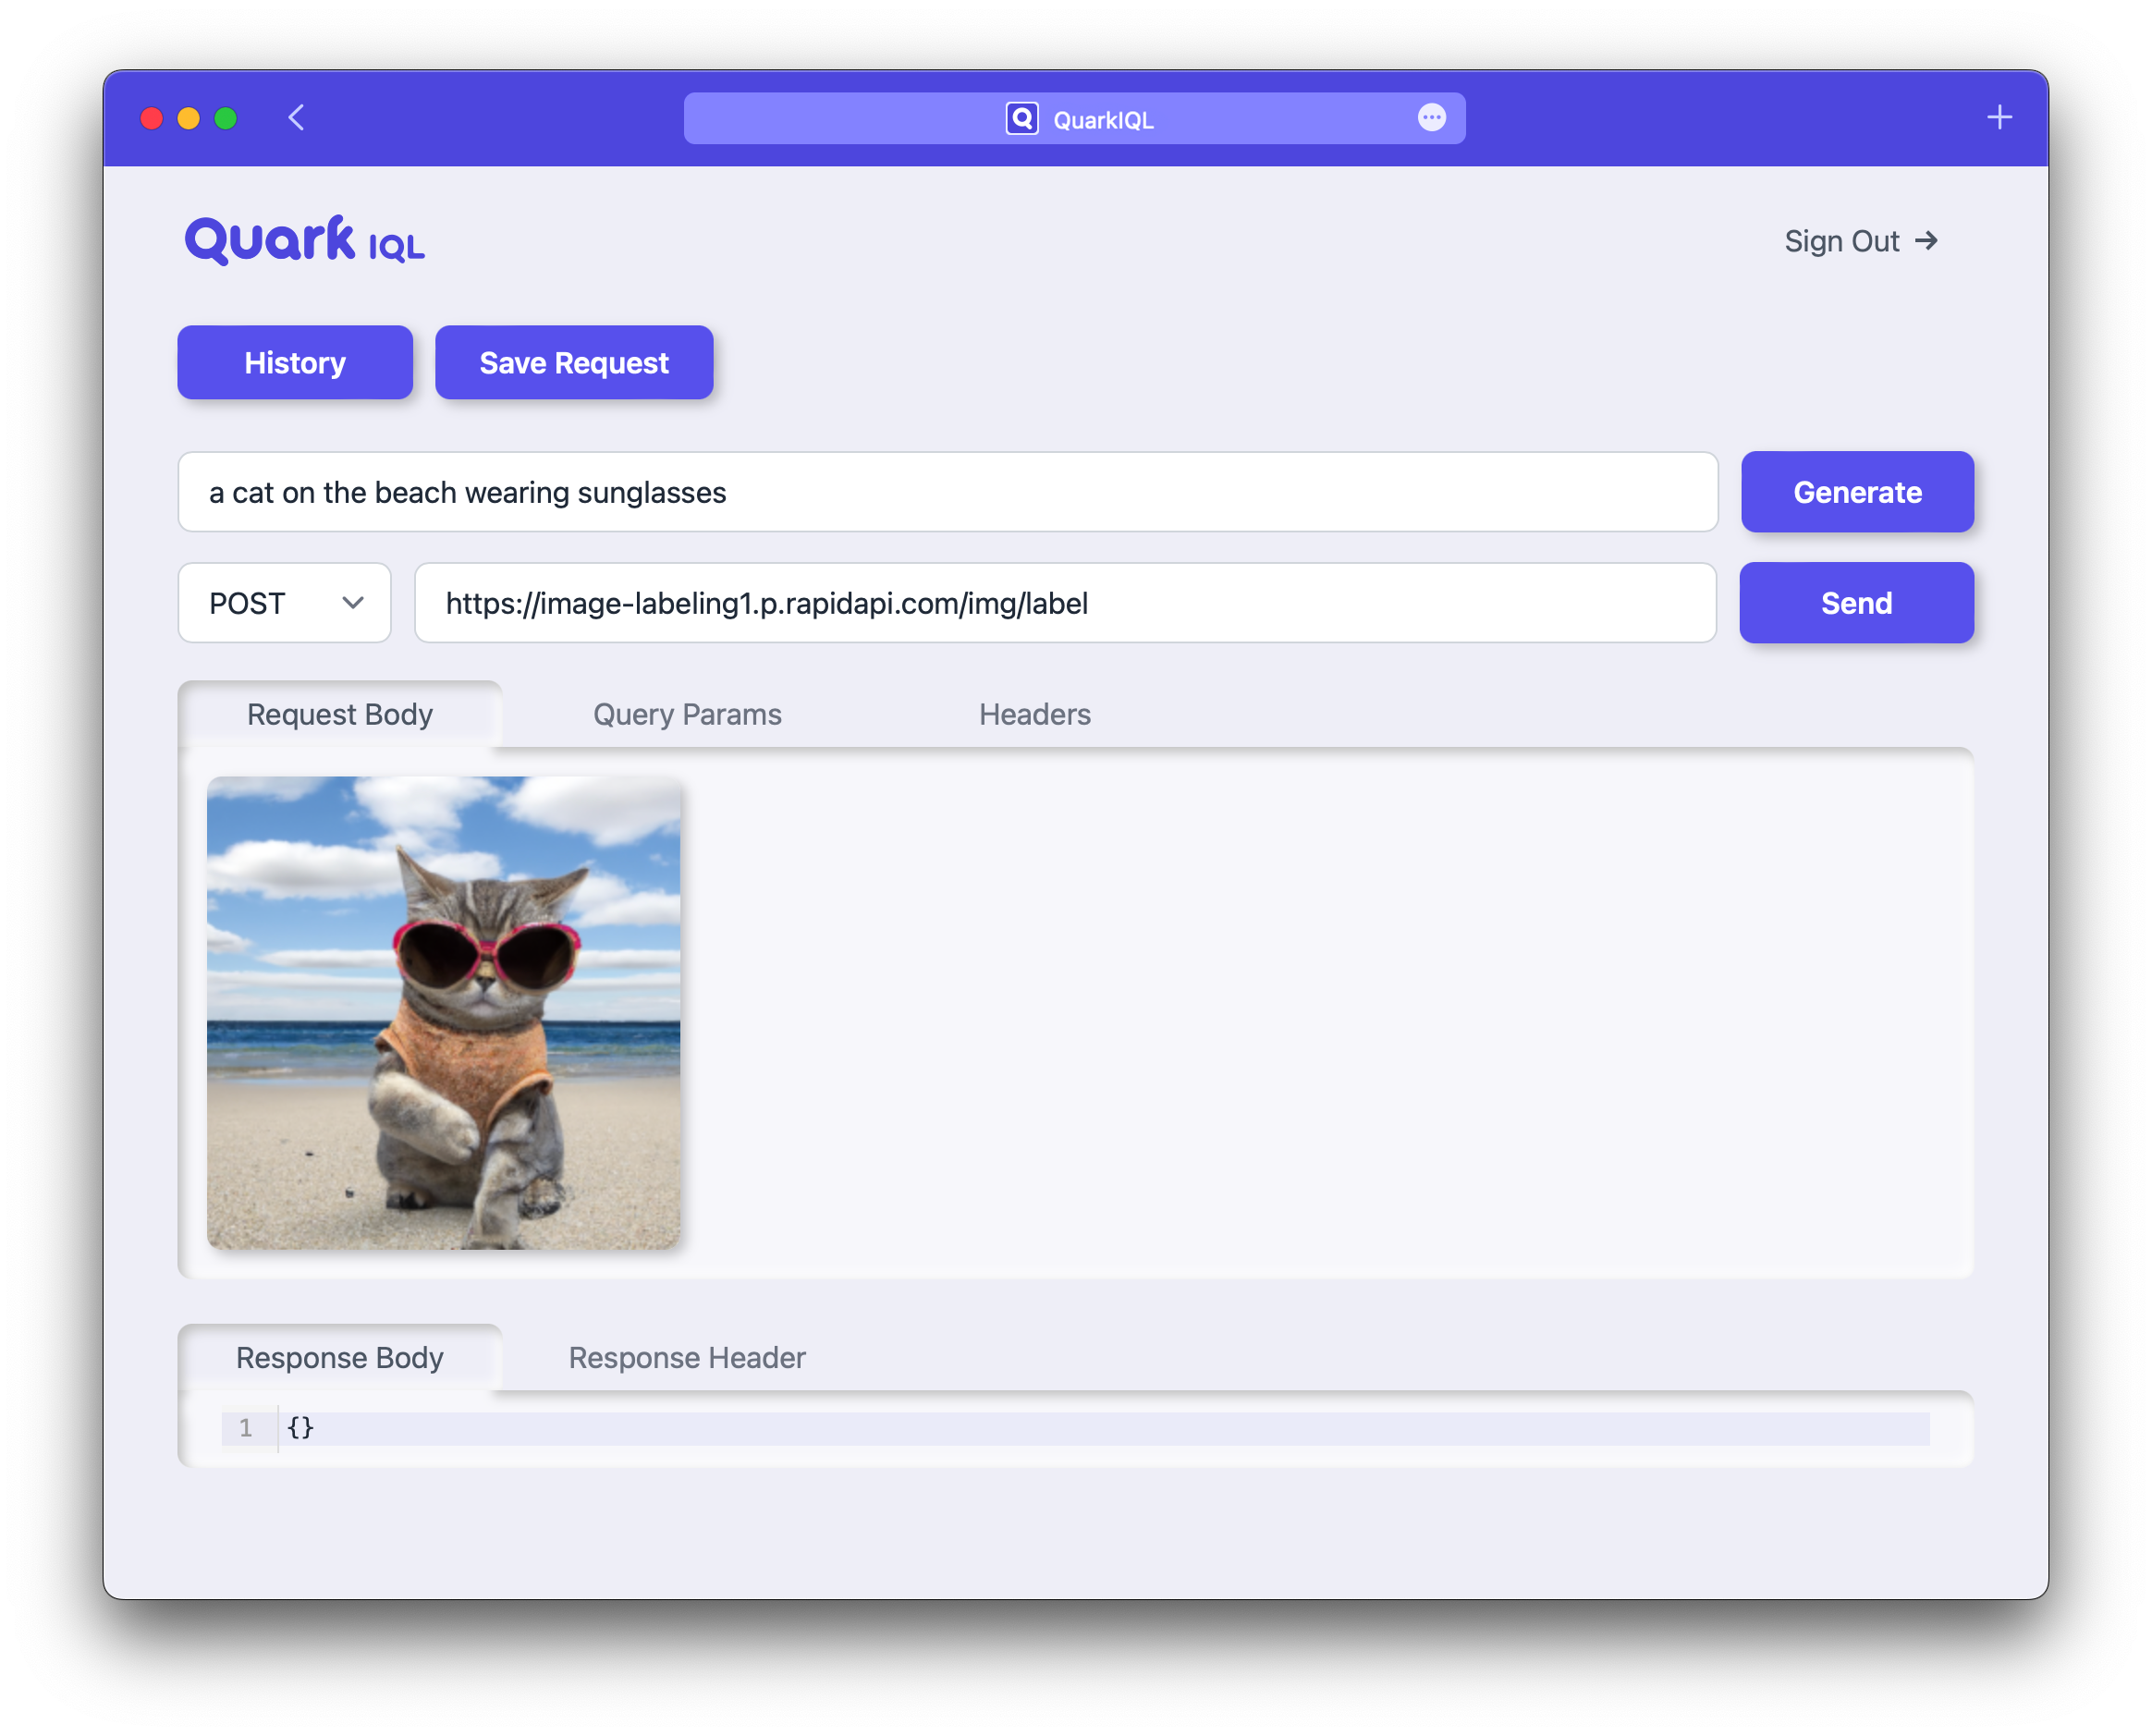 QuarkIQL
Quark IQL
Sign Out →
History
Save Request
a cat on the beach wearing sunglasses
Generate
POST
https://image-labeling1.p.rapidapi.com/img/label
Send
Request Body
Query Params
Headers
Response Body
Response Header
1 {}